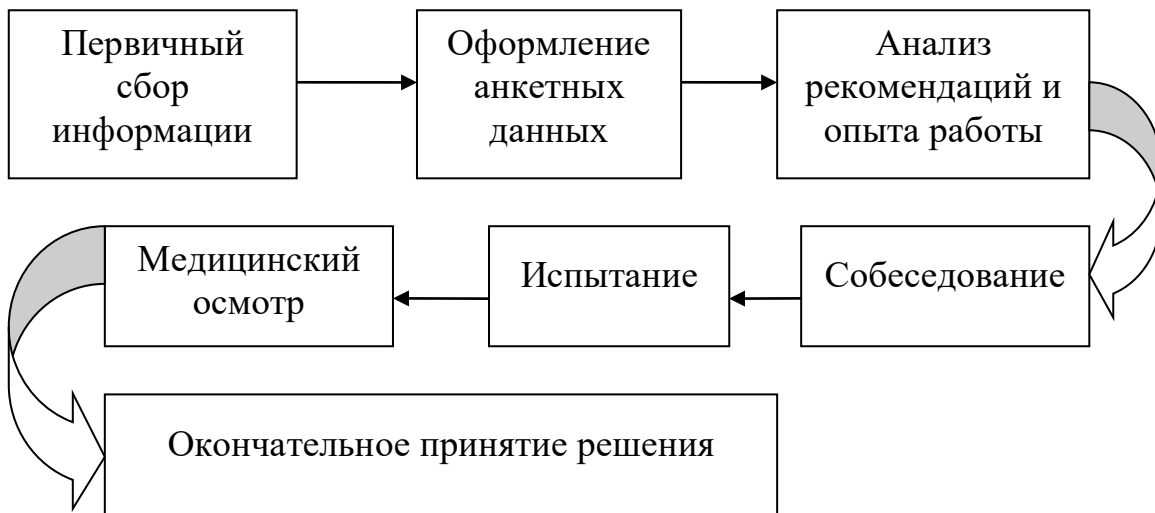 Первичный
сбор
информации
Оформление
анкетных
данных
Анализ
рекомендаций и
опыта работы
Собеседование
Испытание
Медицинский
осмотр
Окончательное принятие решения